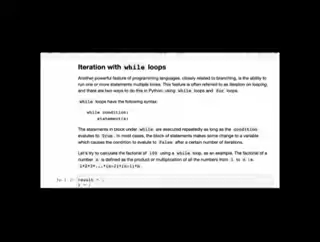 Iteration with while loops
Another powerful feature of programming languages, closely related to branching, is the ability to
run one or more statements multiple times. This feature is often referred to as iteration on looping,
and there are two ways to do this in Python: using while loops and for loops.
while loops have the following syntax:
while condition:
statement(s)
The statements in block under while are executed repeatedly as long as the condition
evaluates to True. In most cases, the block of statements makes some change to a variable
which causes the condition to evalute to False after a certain number of iterations.
Let's try to calculate the factorial of 100 using a while loop, as an example. The factorial of a
number n is defined as the product or multiplication of all the numbers from 1 to n i.e.
1*2*3*...*(n-2)*(n-1)*n.
result =